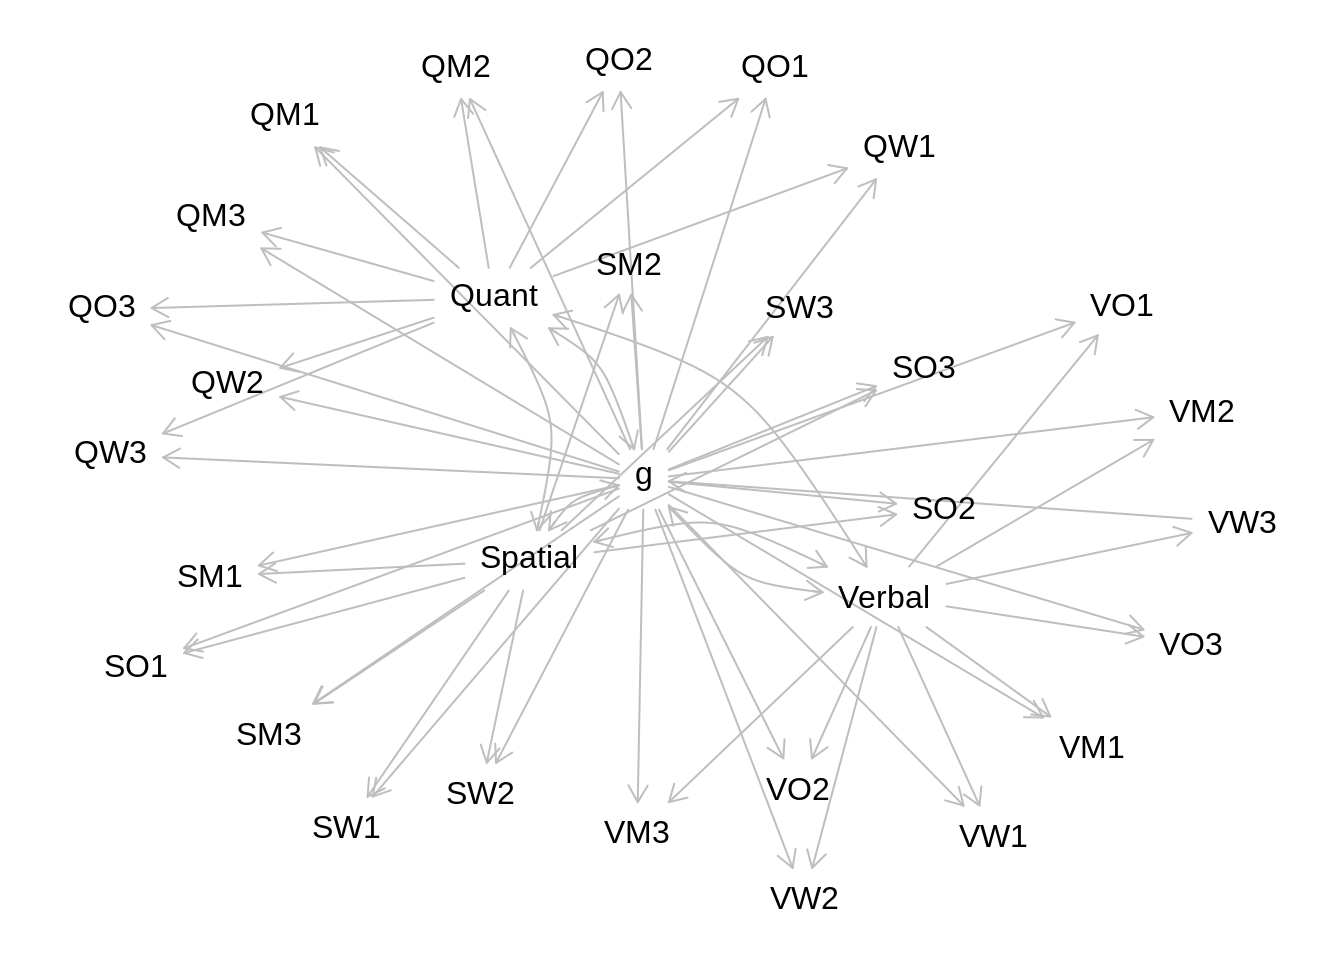 QM2
QO2
QO1
QM1
QW1
QM3
SM2
Quant
QO3
SW3
VO1
SO3
QW2
VM2
QW3
g
SO2
VW3
Spatial
SM1
Verbal
VO3
SO1
SM3
VM1
SW2
VO2
SW1
VM3
VW1
VW2